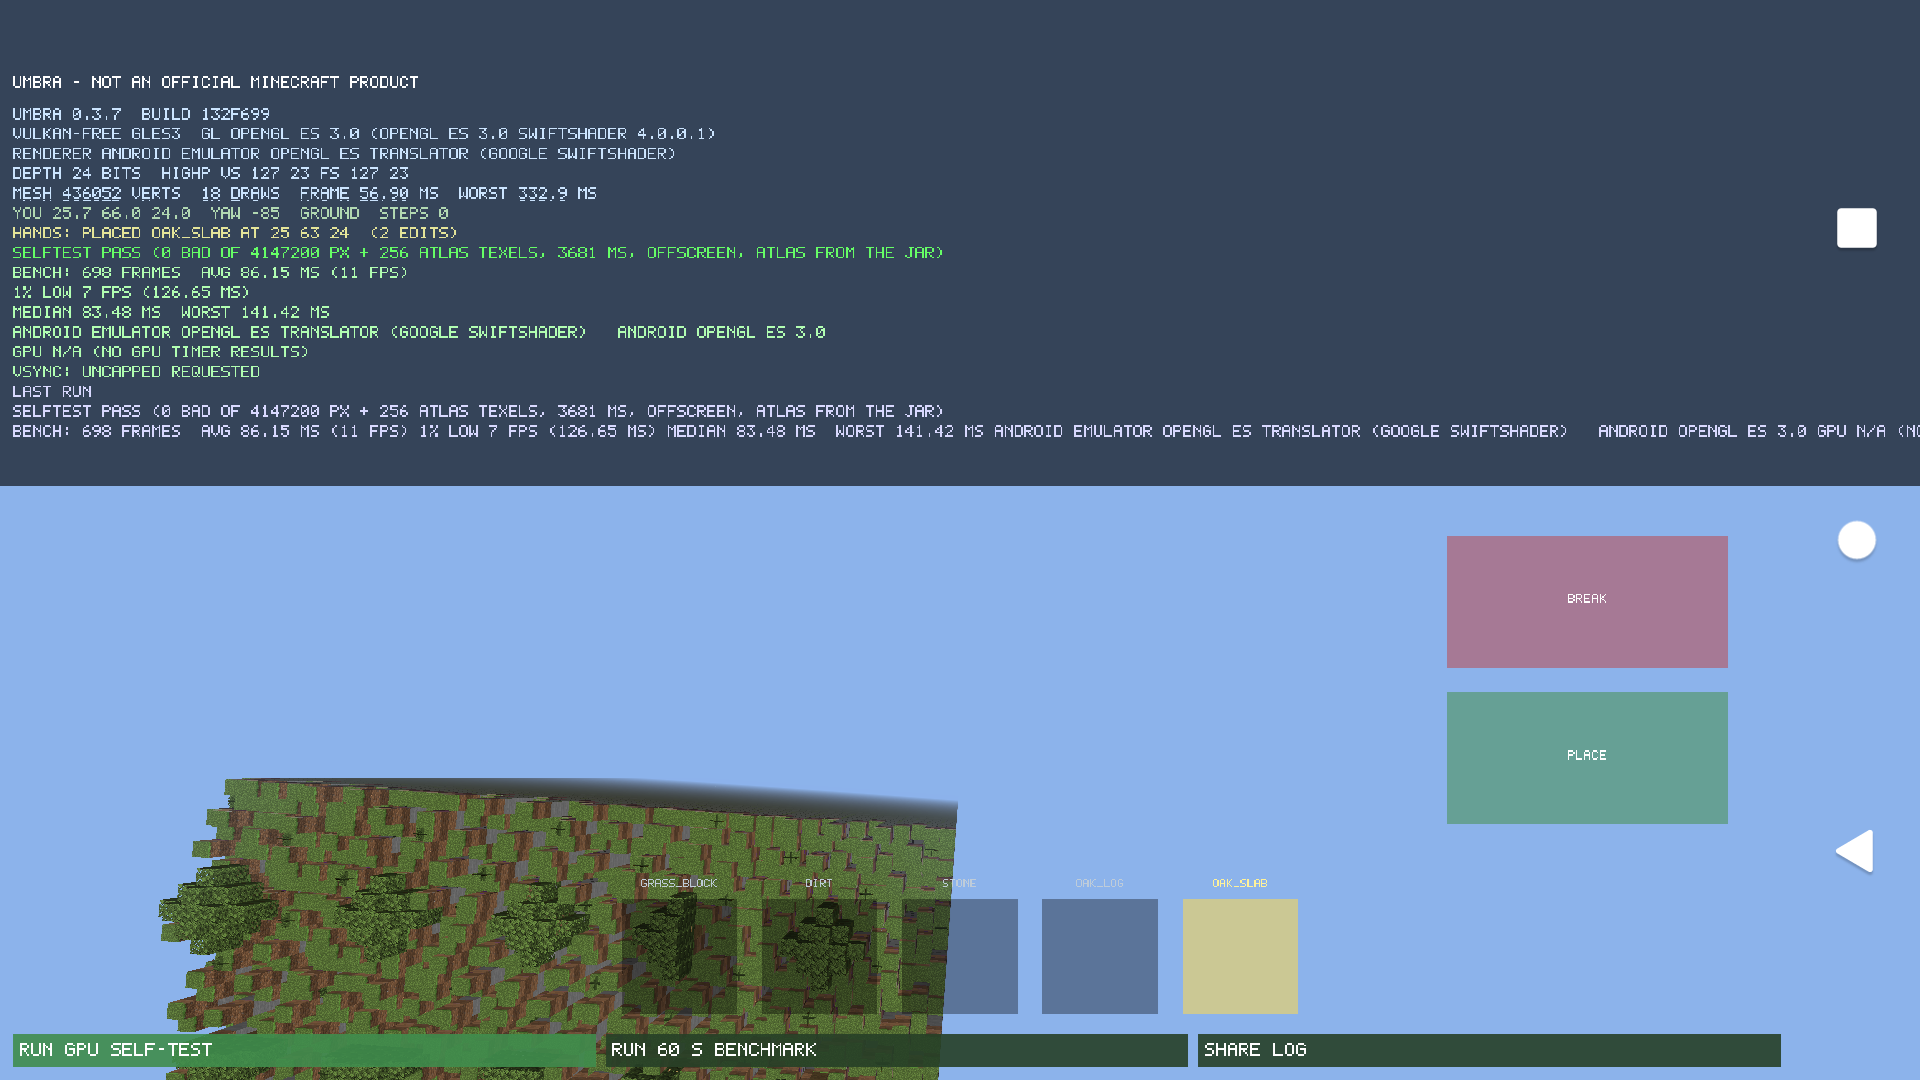 UMBRA - NOT AN OFFICIAL MINECRAFT PRODUCT
UMBRA 0.3.7 BUILD 132F699
VULKAN-FREE GLES3 GL OPENGL ES 3.0 (OPENGL ES 3.0 SWIFTSHADER 4.0.0.1)
RENDERER ANDROID EMULATOR OPENGL ES TRANSLATOR (GOOGLE SWIFTSHADER)
DEPTH 24 BITS HIGHP VS 127 23 FS 127 23
MESH 436052 VERTS 18 DRAWS FRAME 56.90 MS WORST 332.9 MS
YOU 25.7 66.0 24.0 YAW -85 GROUND STEPS 0
HANDS: PLACED OAK_SLAB AT 25 63 24 (2 EDITS)
SELFTEST PASS (0 BAD OF 4147200 PX + 256 ATLAS TEXELS, 3681 MS, OFFSCREEN, ATLAS FROM THE JAR)
BENCH: 698 FRAMES AVG 86.15 MS (11 FPS)
1% LOW 7 FPS (126.65 MS)
MEDIAN 83.48 MS WORST 141.42 MS
ANDROID EMULATOR OPENGL ES TRANSLATOR (GOOGLE SWIFTSHADER) ANDROID OPENGL ES 3.0
GPU N/A (NO GPU TIMER RESULTS)
VSYNC: UNCAPPED REQUESTED
LAST RUN
SELFTEST PASS (0 BAD OF 4147200 PX + 256 ATLAS TEXELS, 3681 MS, OFFSCREEN, ATLAS FROM THE JAR)
BENCH: 698 FRAMES AVG 86.15 MS (11 FPS) 1% LOW 7 FPS (126.65 MS) MEDIAN 83.48 MS WORST 141.42 MS ANDROID EMULATOR OPENGL ES TRANSLATOR (GOOGLE SWIFTSHADER) ANDROID OPENGL ES 3.0 GPU N/A (NO
BREAK
PLACE
GRASS_BLOCK DIRT STONE OAK_LOG OAK_SLAB
RUN GPU SELF-TEST RUN 60 S BENCHMARK SHARE LOG